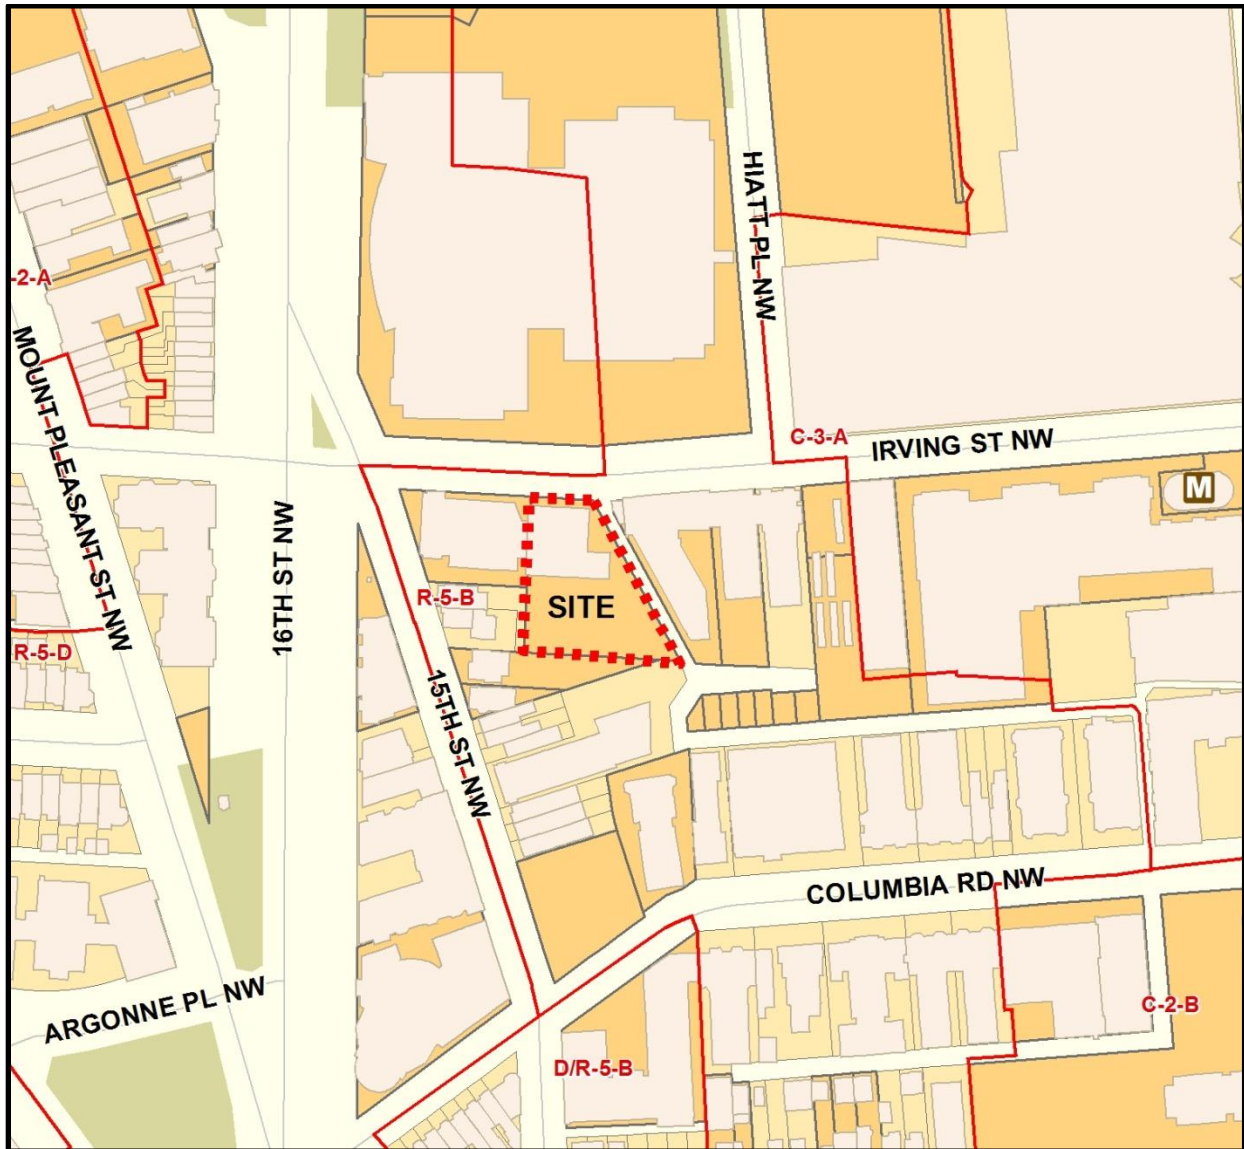 HIATT PL NW
-2-A
MOUNT PLEASANT ST NW
C-3-A
IRVING ST NW
M
16TH ST NW
R-5-B
SITE
R-5-D
15TH ST NW
COLUMBIA RD NW
ARGONNE PL NW
C-2-B
D/R-5-B